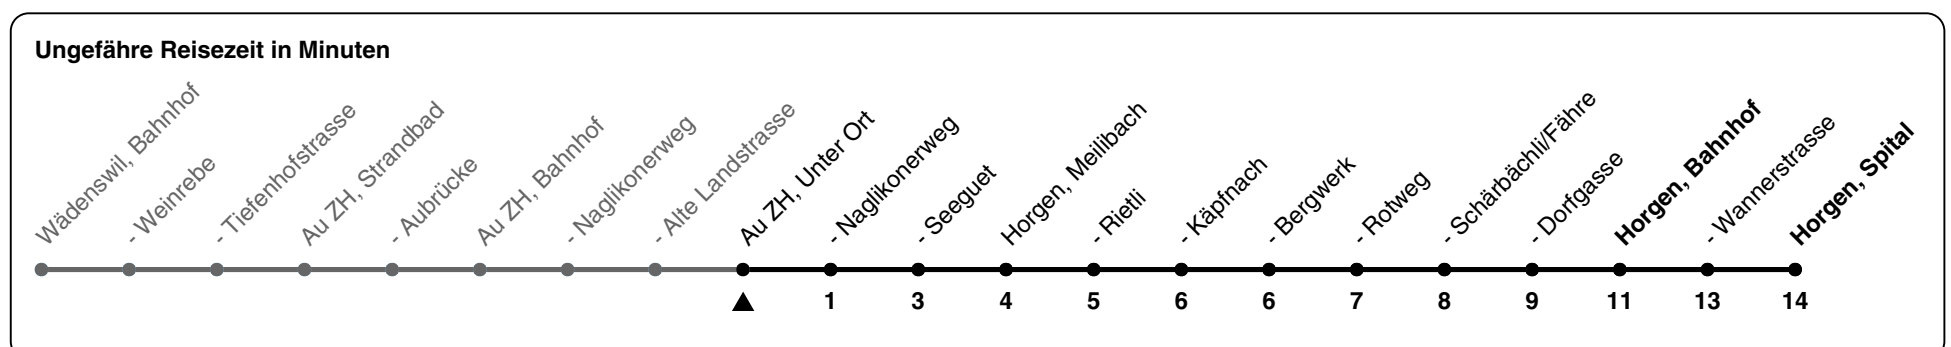 Ungefähre Reisezeit in Minuten
Wädenswil, Bahnhof
- Weinrebe
- Tiefenhofstrasse
Au ZH, Strandbad
- Aubrücke
Au ZH, Bahnhof
- Naglikonerweg
- Alte Landstrasse
Au ZH, Unter Ort
- Naglikonerweg
- Seeguet
Horgen, Meilibach
- Rietli
- Käpfnach
- Bergwerk
- Rotweg
- Schärbächli/Fähre
- Dorfgasse
Horgen, Bahnhof
- Wannerstrasse
Horgen, Spital
1 3 4 5 6 6 7 8 9 11 13 14